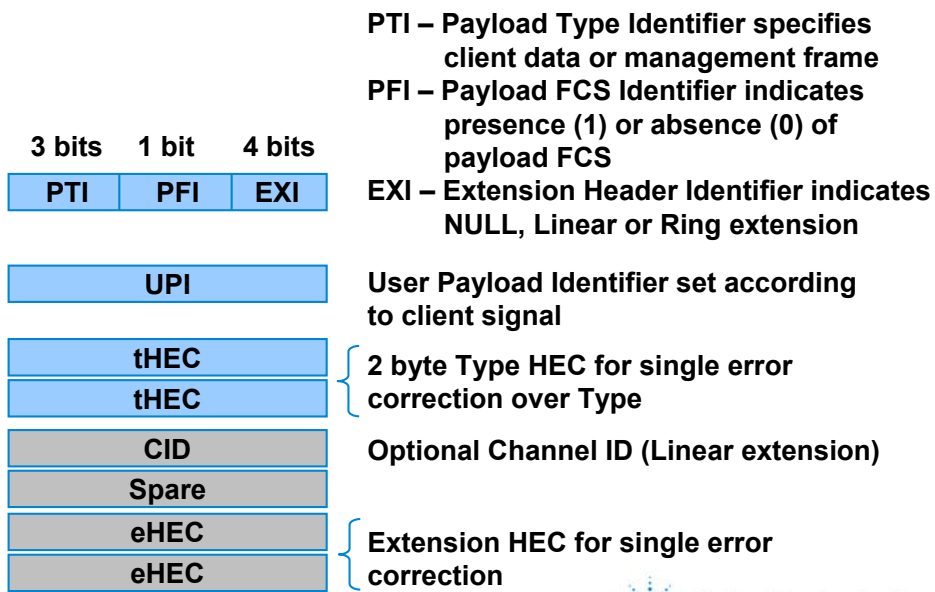 PTI – Payload Type Identifier specifies
client data or management frame
PFI – Payload FCS Identifier indicates
presence (1) or absence (0) of
payload FCS
EXI – Extension Header Identifier indicates
NULL, Linear or Ring extension
3 bits 1 bit 4 bits
PTI PFI EXI
UPI
User Payload Identifier set according
to client signal
tHEC
tHEC
2 byte Type HEC for single error
correction over Type
CID
Optional Channel ID (Linear extension)
Spare
eHEC
eHEC
Extension HEC for single error
correction